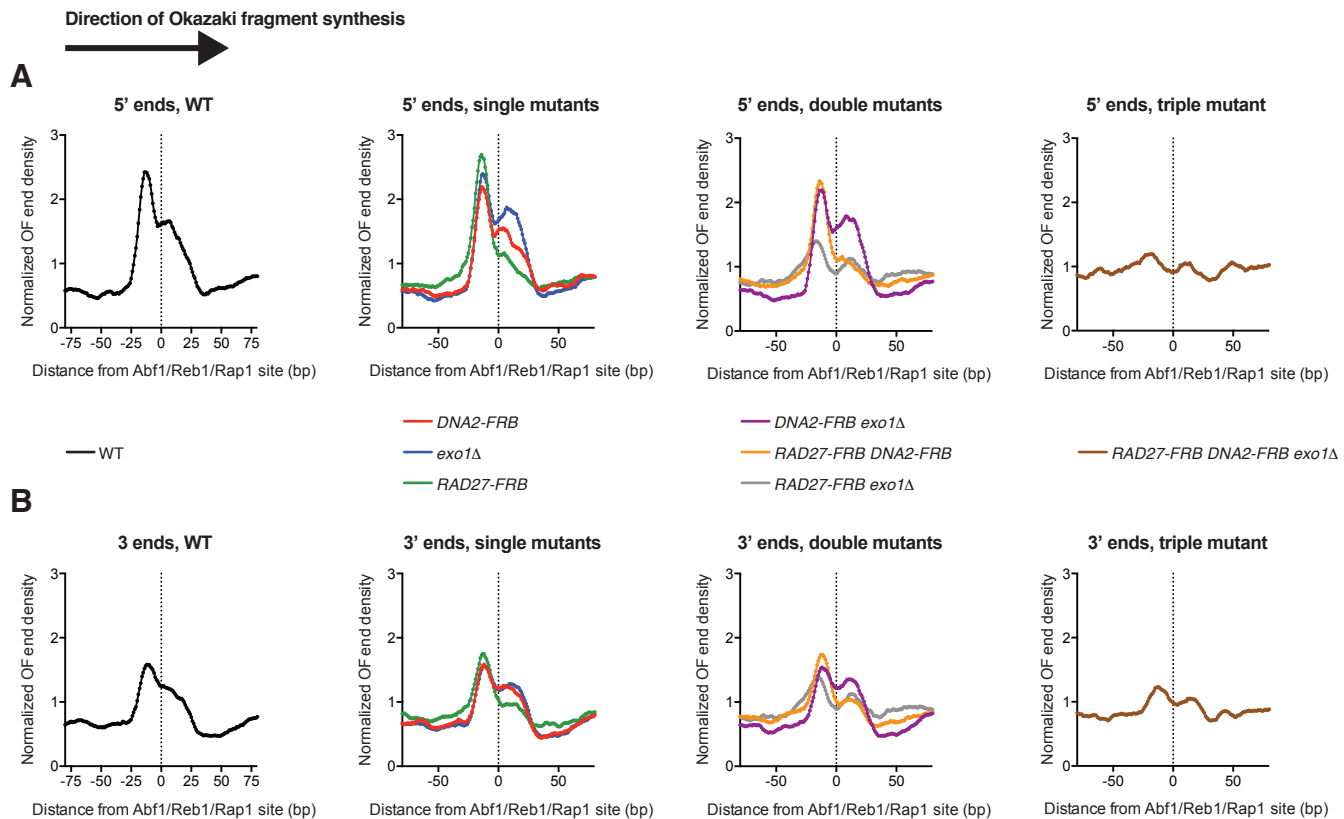 Direction of Okazaki fragment synthesis
A
5’ ends, WT
5’ ends, single mutants
5’ ends, double mutants
5’ ends, triple mutant
Normalized OF end density
3
2
1
0
-75 -50 -25 0 25 50 75
Distance from Abf1/Reb1/Rap1 site (bp)
Normalized OF end density
3
2
1
0
-50 0 50
Distance from Abf1/Reb1/Rap1 site (bp)
Normalized OF end density
3
2
1
0
-50 0 50
Distance from Abf1/Reb1/Rap1 site (bp)
Normalized OF end density
3
2
1
0
-50 0 50
Distance from Abf1/Reb1/Rap1 site (bp)
WT
DNA2-FRB
exo1Δ
RAD27-FRB
DNA2-FRB exo1Δ
RAD27-FRB DNA2-FRB
RAD27-FRB exo1Δ
RAD27-FRB DNA2-FRB exo1Δ
B
3 ends, WT
3’ ends, single mutants
3’ ends, double mutants
3’ ends, triple mutant
Normalized OF end density
3
2
1
0
-75 -50 -25 0 25 50 75
Distance from Abf1/Reb1/Rap1 site (bp)
Normalized OF end density
3
2
1
0
-50 0 50
Distance from Abf1/Reb1/Rap1 site (bp)
Normalized OF end density
3
2
1
0
-50 0 50
Distance from Abf1/Reb1/Rap1 site (bp)
Normalized OF end density
3
2
1
0
-50 0 50
Distance from Abf1/Reb1/Rap1 site (bp)